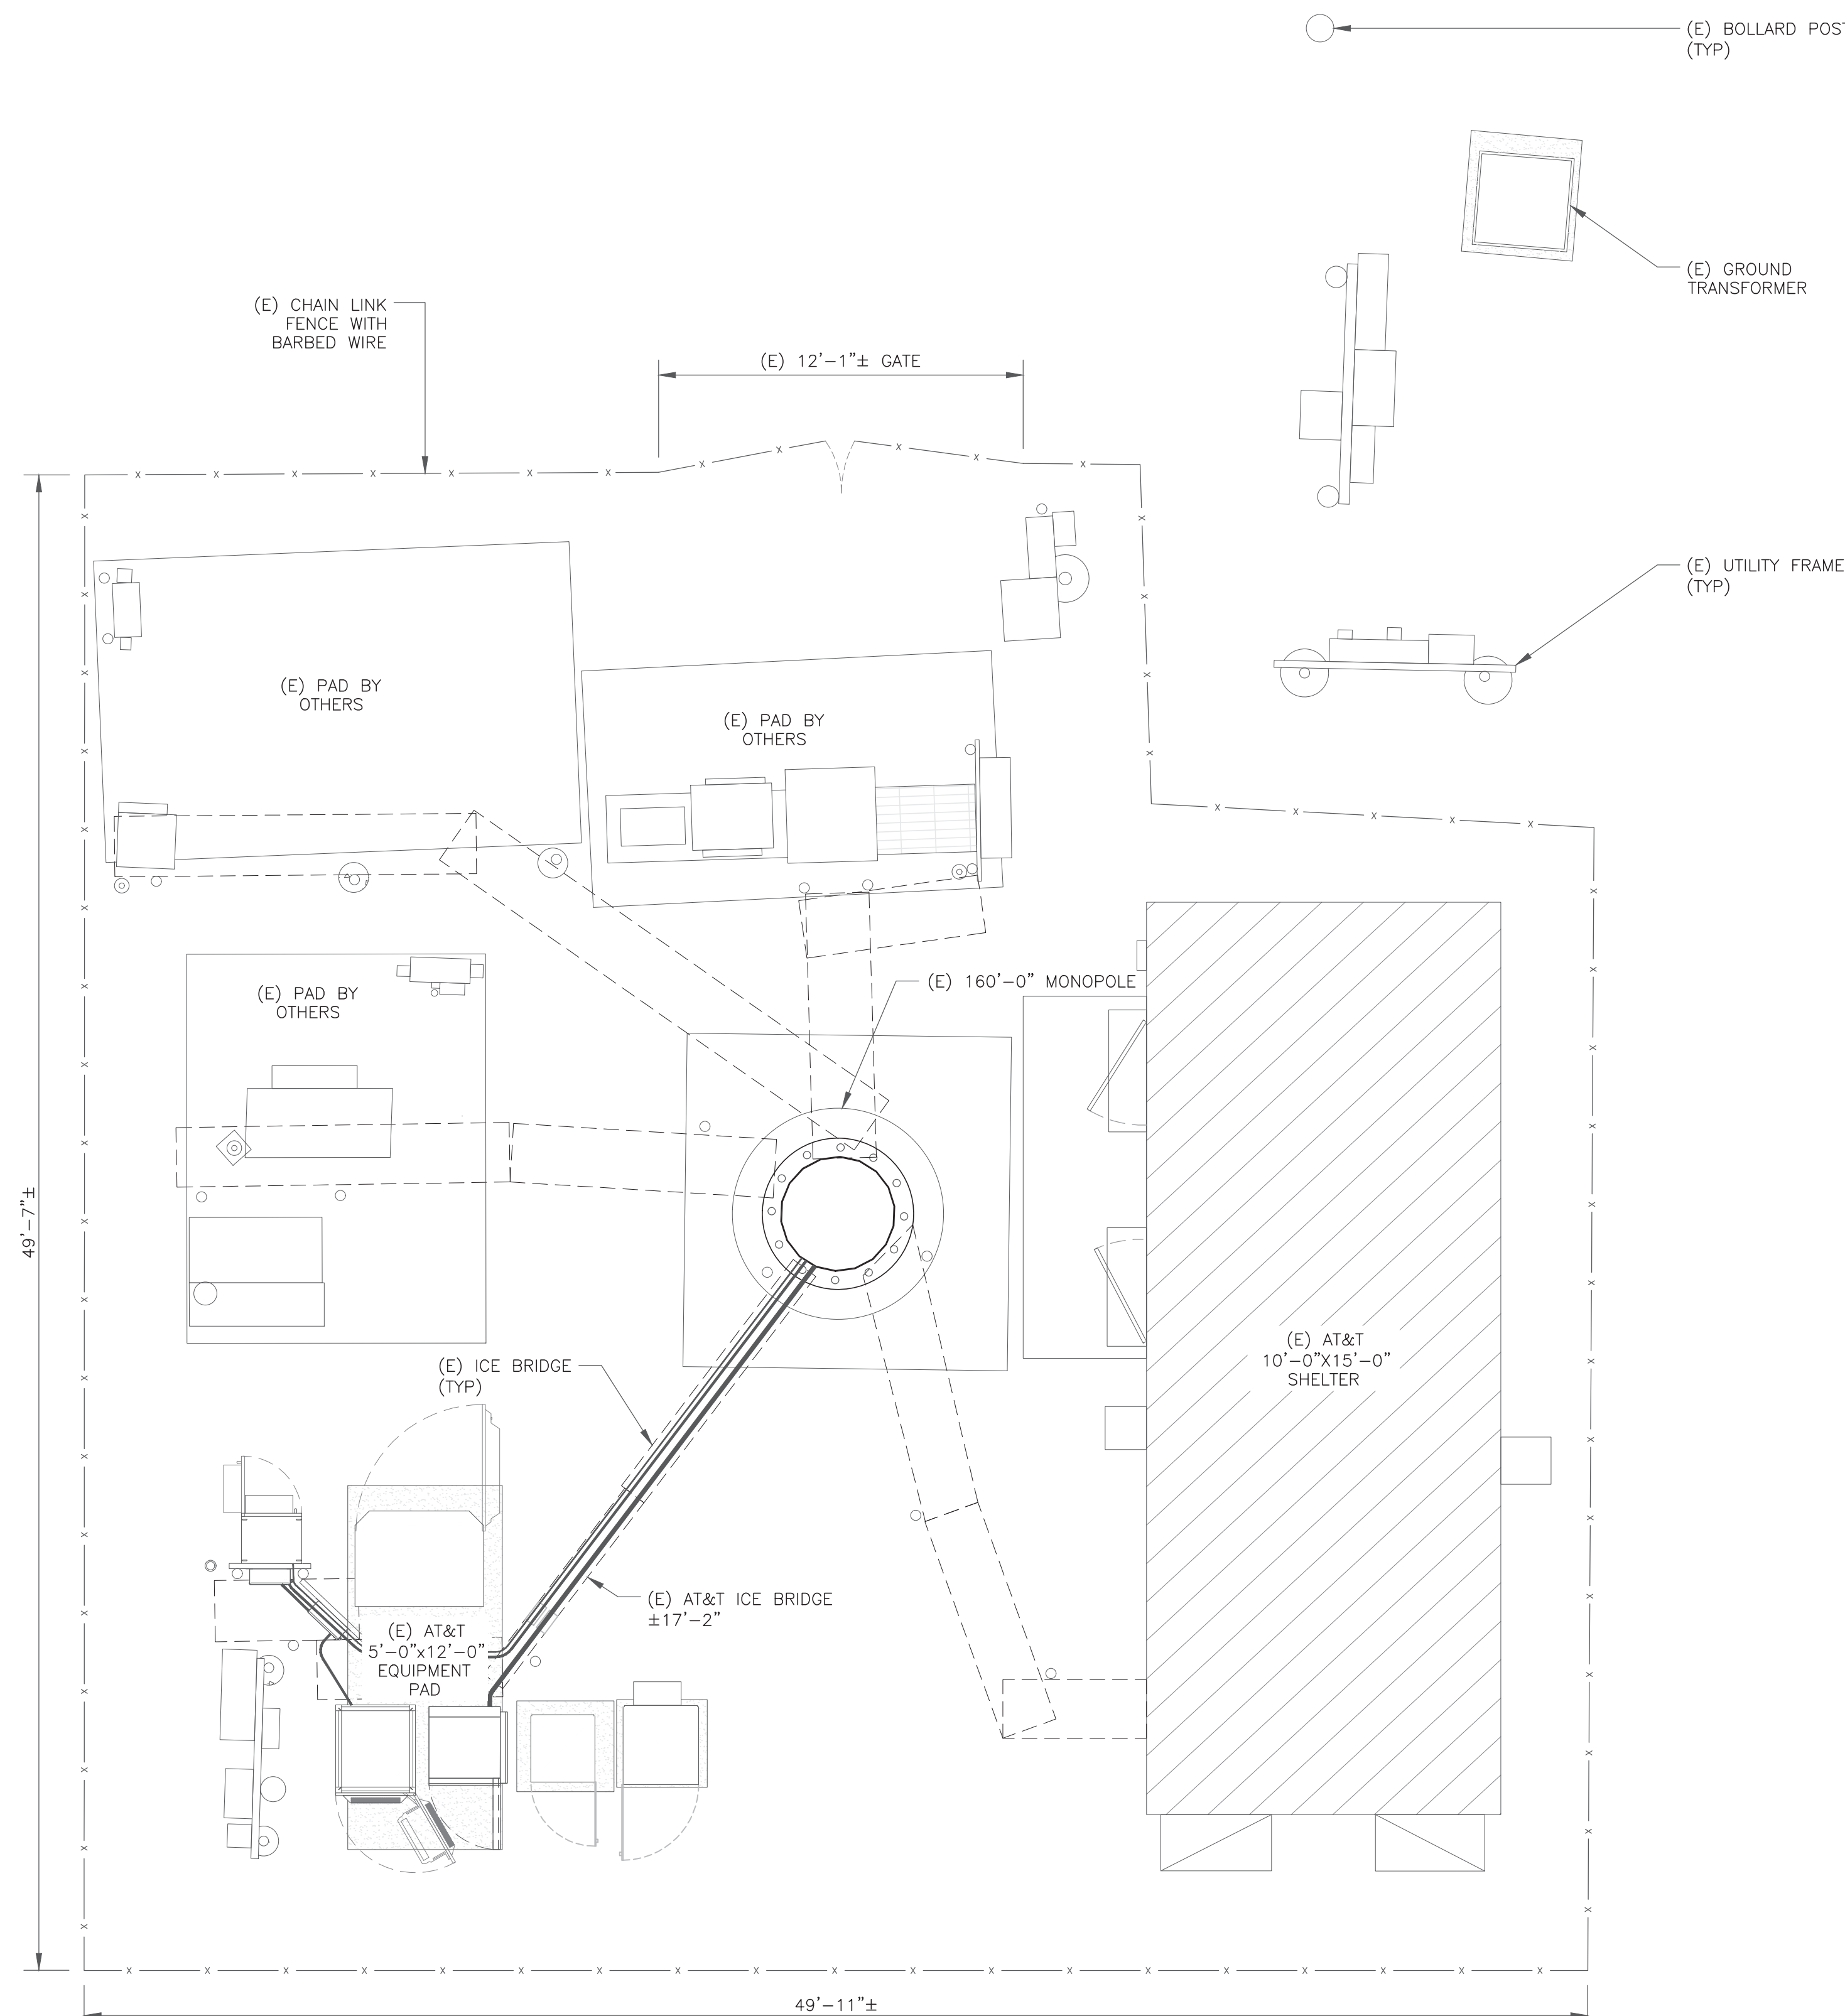 (E) BOLLARD POST
(TYP)
(E) GROUND
TRANSFORMER
(E) CHAIN LINK
FENCE WITH
BARBED WIRE
(E) 12'-1"± GATE
(E) UTILITY FRAME
(TYP)
(E) PAD BY
OTHERS
(E) PAD BY
OTHERS
(E) 160'-0" MONOPOLE
(E) PAD BY
OTHERS
49'-7"±
(E) AT&T
10'-0"X15'-0"
SHELTER
(E) ICE BRIDGE
(TYP)
(E) AT&T ICE BRIDGE
±17'-2"
(E) AT&T
5'-0"x12'-0"
EQUIPMENT
PAD
49'-11"±